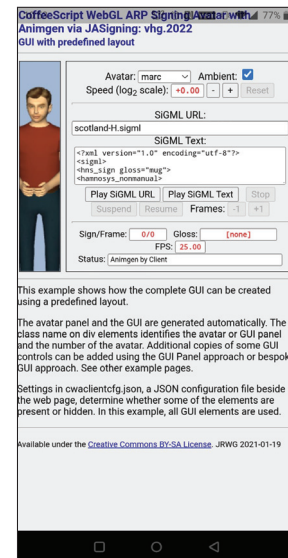 CoffeeScript WebGL ARP Signing Avatar with
77%
Animgen via JASigning: vhg.2022
GUI with predefined layout
Avatar: marc Ambient:
Speed (log2 scale): +0.00 - + Reset
SiGML URL:
scotland-H.sigml
SiGML Text:
<?xml version="1.0" encoding="utf-8"?>
<sigml>
<hns_sign gloss="mug">
<hamnosys_nonmanual>
Play SiGML URL Play SiGML Text Stop
Suspend Resume Frames: -1 +1
Sign/Frame: 0/0 Gloss: [none]
FPS: 25.00
Status: Animgen by Client
This example shows how the complete GUI can be created
using a predefined layout.
The avatar panel and the GUI are generated automatically. The
class name on div elements identifies the avatar or GUI panel
and the number of the avatar. Additional copies of some GUI
controls can be added using the GUI Panel approach or bespok
GUI approach. See other example pages.
Settings in cwaclientcfg.json, a JSON configuration file beside
the web page, determine whether some of the elements are
present or hidden. In this example, all GUI elements are used.
Available under the Creative Commons BY-SA License. JRWG 2021-01-19